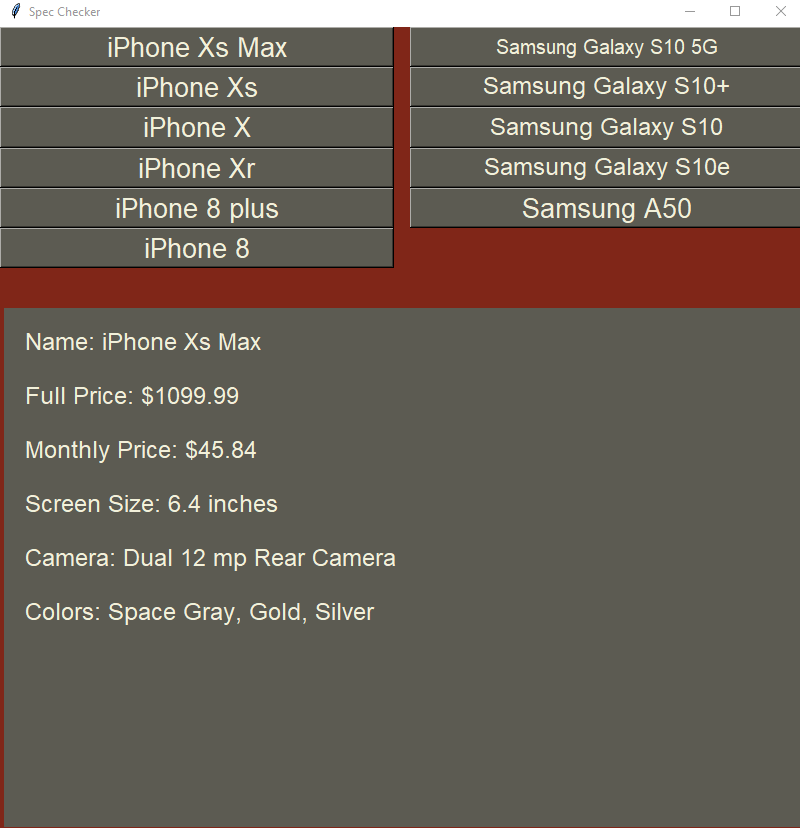 Spec Checker
iPhone Xs Max
iPhone Xs
iPhone X
iPhone Xr
iPhone 8 plus
iPhone 8
Samsung Galaxy S10 5G
Samsung Galaxy S10+
Samsung Galaxy S10
Samsung Galaxy S10e
Samsung A50
Name: iPhone Xs Max
Full Price: $1099.99
Monthly Price: $45.84
Screen Size: 6.4 inches
Camera: Dual 12 mp Rear Camera
Colors: Space Gray, Gold, Silver